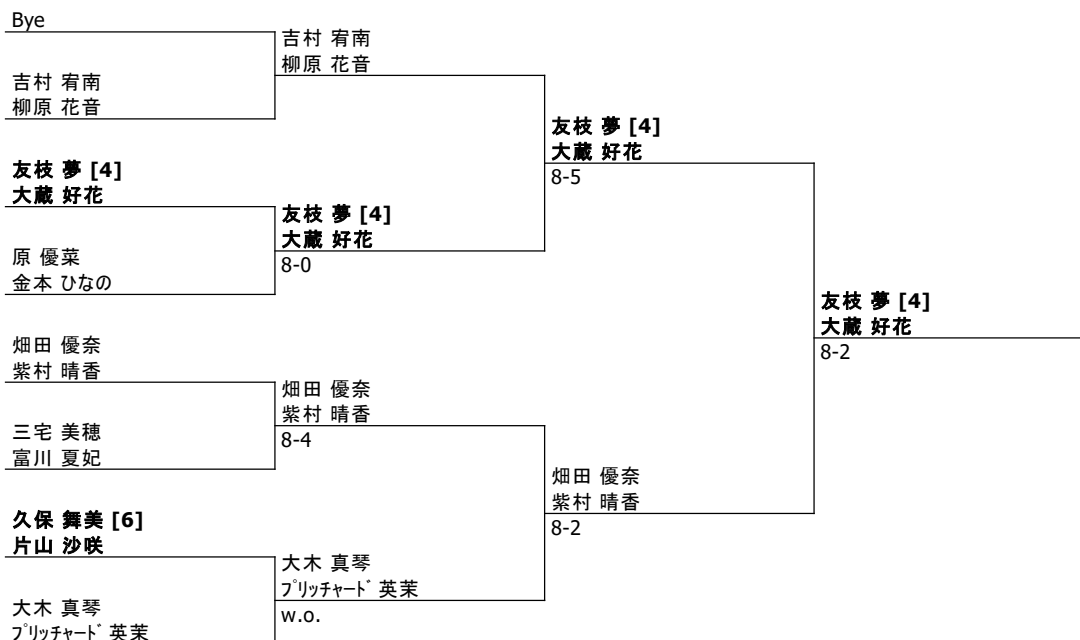 Bye
吉村 宥南
柳原 花音
友枝 夢 [4]
大蔵 好花
原 優菜
金本 ひなの
畑田 優奈
紫村 晴香
三宅 美穂
富川 夏妃
久保 舞美 [6]
片山 沙咲
大木 真琴
ﾌﾟﾘｯﾁｬｰﾄﾞ 英茉
吉村 宥南
柳原 花音
友枝 夢 [4]
大蔵 好花
8-0
畑田 優奈
紫村 晴香
8-4
大木 真琴
ﾌﾟﾘｯﾁｬｰﾄﾞ 英茉
w.o.
友枝 夢 [4]
大蔵 好花
8-5
畑田 優奈
紫村 晴香
8-2
友枝 夢 [4]
大蔵 好花
8-2